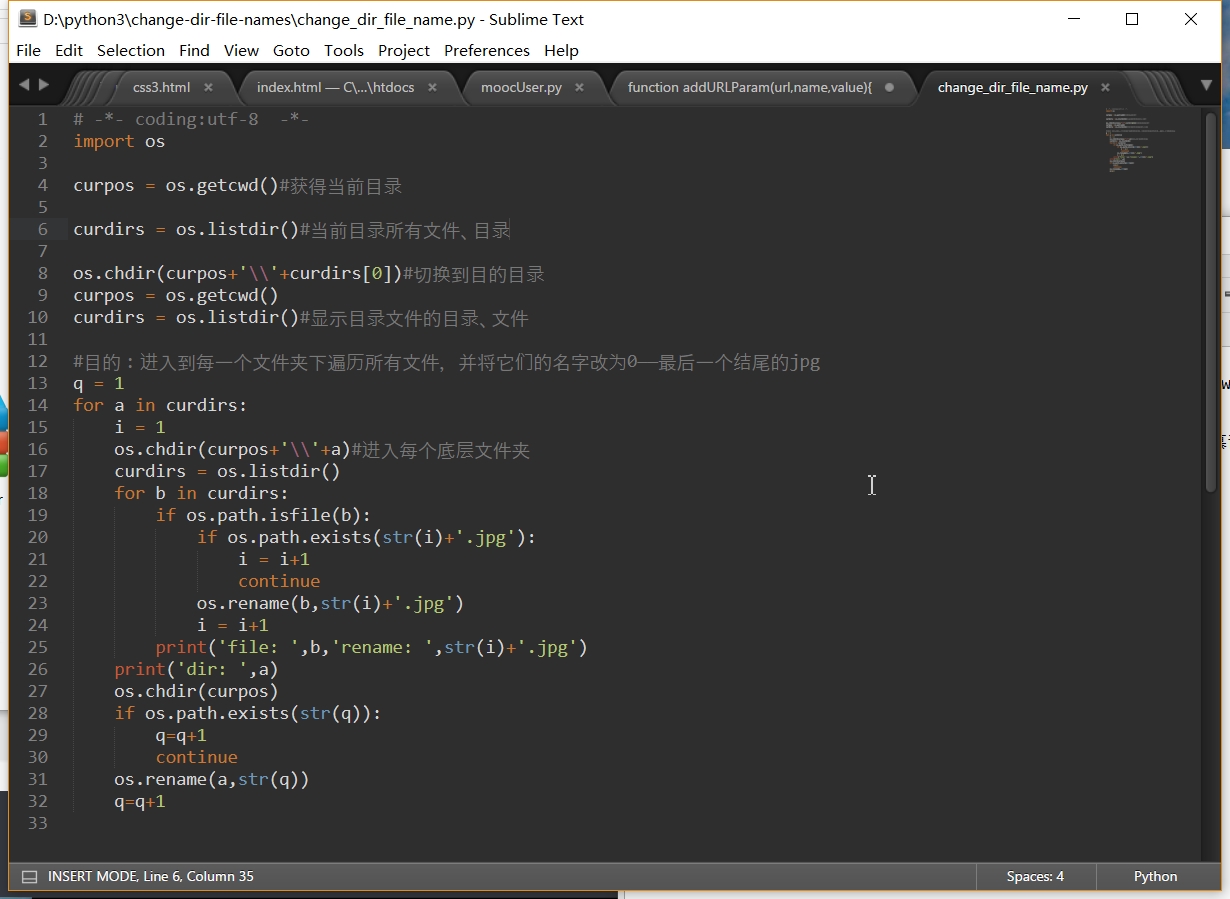 D:\python3\change-dir-file-names\change_dir_file_name.py - Sublime Text
File Edit Selection Find View Goto Tools Project Preferences Help
css3.html × index.html — C\...\htdocs × moocUser.py × function addURLParam(url,name,value){ change_dir_file_name.py ×
1 # -*- coding:utf-8  -*-
2 import os
3
4 curpos = os.getcwd()#获得当前目录
5
6 curdirs = os.listdir()#当前目录所有文件、目录
7
8 os.chdir(curpos+'\\'+curdirs[0])#切换到目的目录
9 curpos = os.getcwd()
10 curdirs = os.listdir()#显示目录文件的目录、文件
11
12 #目的：进入到每一个文件夹下遍历所有文件，并将它们的名字改为0——最后一个结尾的jpg
13 q = 1
14 for a in curdirs:
15     i = 1
16     os.chdir(curpos+'\\'+a)#进入每个底层文件夹
17     curdirs = os.listdir()
18     for b in curdirs:
19         if os.path.isfile(b):
20             if os.path.exists(str(i)+'.jpg'):
21                 i = i+1
22                 continue
23             os.rename(b,str(i)+'.jpg')
24             i = i+1
25         print('file: ',b,'rename: ',str(i)+'.jpg')
26     print('dir: ',a)
27     os.chdir(curpos)
28     if os.path.exists(str(q)):
29         q=q+1
30         continue
31     os.rename(a,str(q))
32     q=q+1
33
INSERT MODE, Line 6, Column 35 Spaces: 4 Python